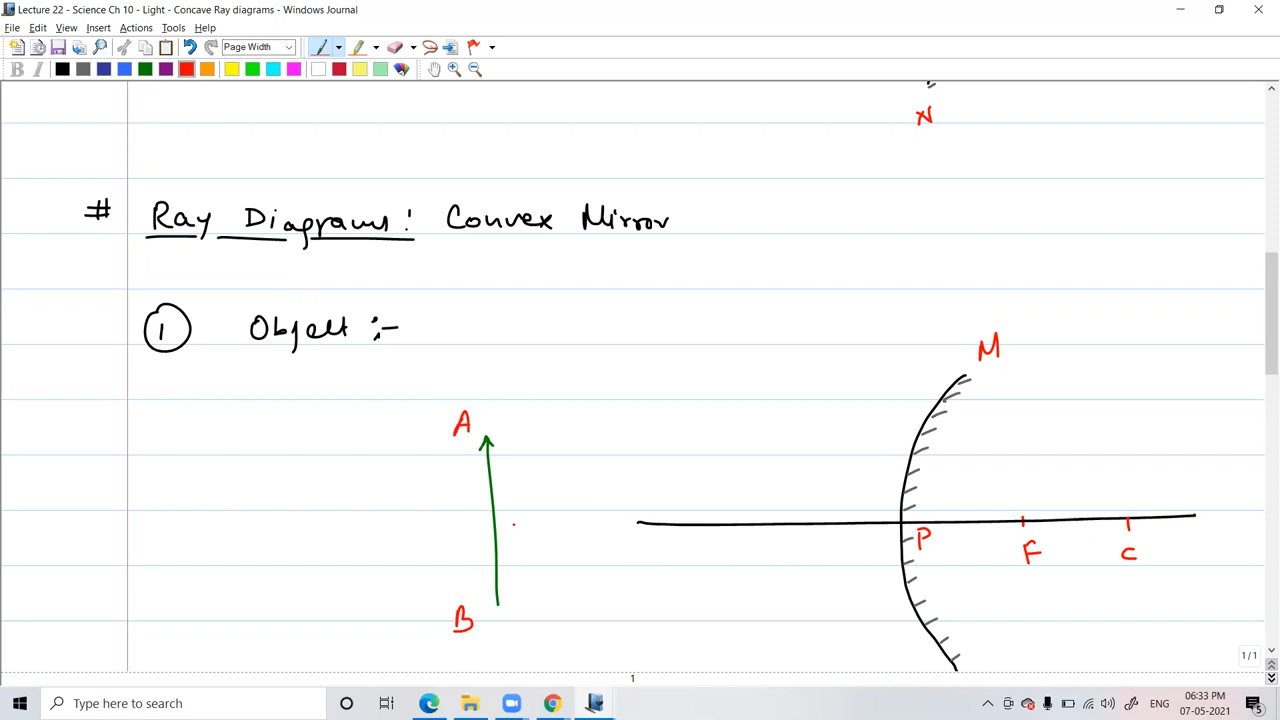 Lecture 22 - Science Ch 10 - Light - Concave Ray diagrams - Windows Journal
File Edit View Insert Actions Tools Help
Page Width
B I
N
# Ray Diagrams: Convex Mirror
1 Object :-
M
A
P F C
B
1/1
1
Type here to search
ENG
06:33 PM
07-05-2021
5